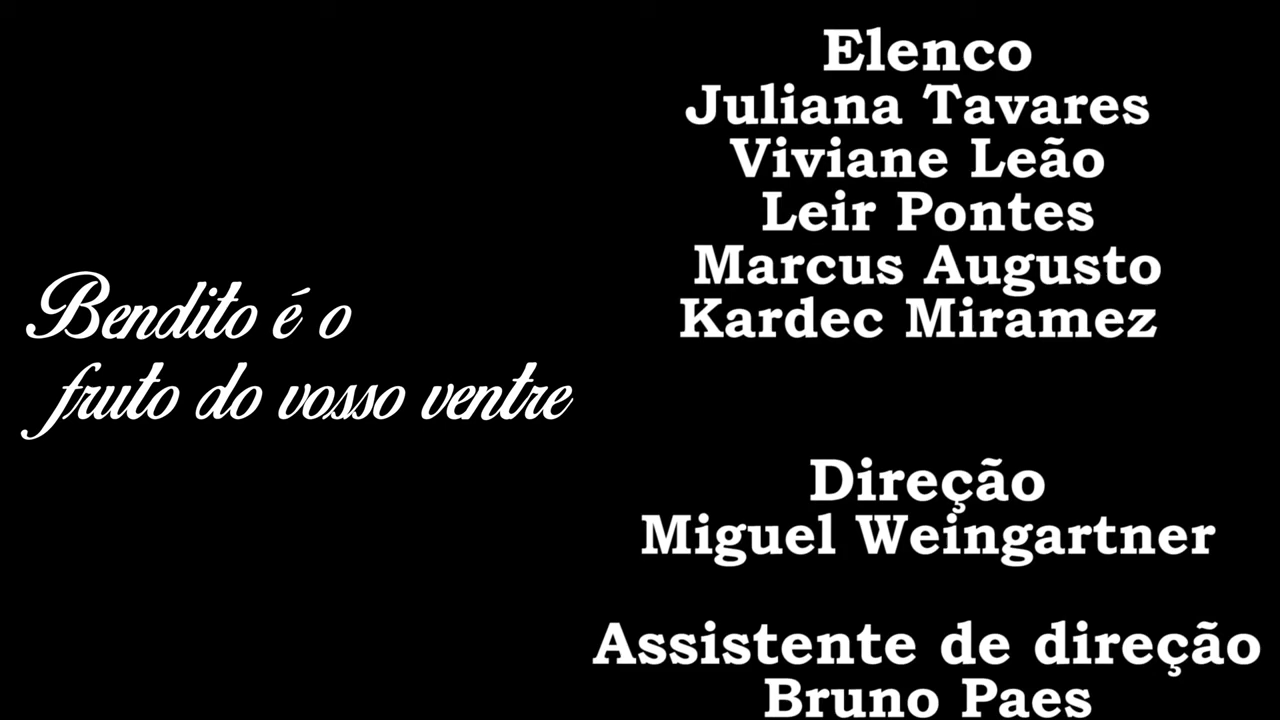 Bendito é o
fruto do vosso ventre
Elenco
Juliana Tavares
Viviane Leão
Leir Pontes
Marcus Augusto
Kardec Miramez
Direção
Miguel Weingartner
Assistente de direção
Bruno Paes